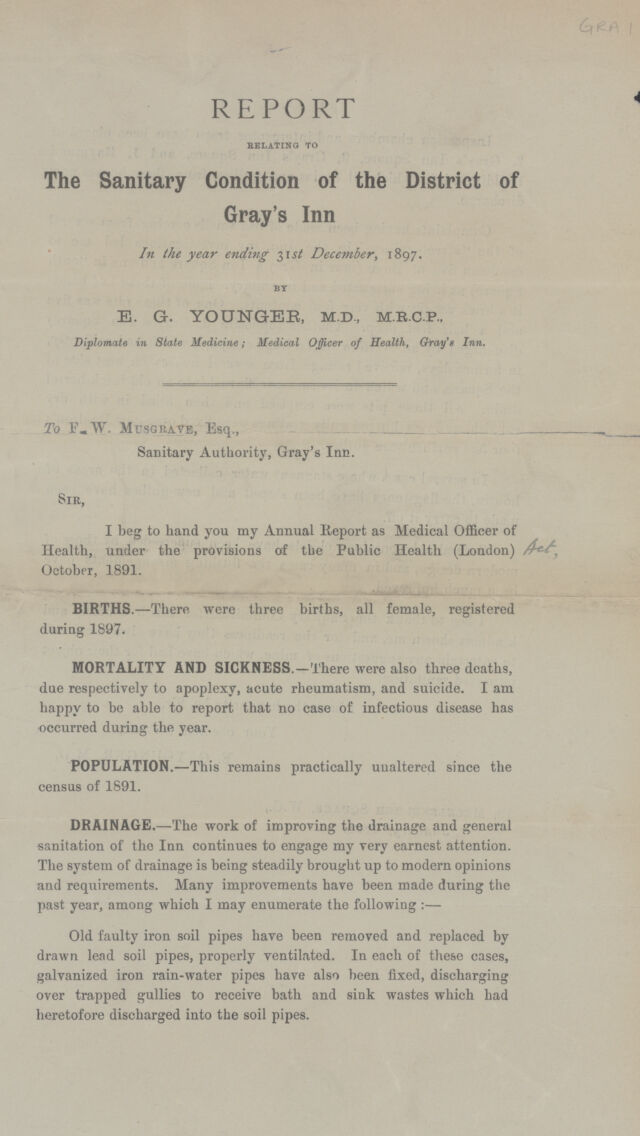 GRA 1
REPORT
RELATING TO
The Sanitary Condition of the District of
Gray's Inn
In the year ending 31st December, 1897.
BY
E. G. YOUNGER, M.D., M.R.C.P.,
Diplomate in State Medicine; Medical Officer of Health, Gray's Inn.
To F. W. MUSGRAVE, Esq.,
Sanitary Authority, Gray's Inn.
SIR,
I beg to hand you my Annual Report as Medical Officer of
Health, under the provisions of the Public Health (London) Act,
October, 1891.
BIRTHS.—There were three births, all female, registered
during 1897.
MORTALITY AND SICKNESS.—There were also three deaths,
due respectively to apoplexy, acute rheumatism, and suicide. I am
happy to be able to report that no case of infectious disease has
occurred during the year.
POPULATION.—This remains practically unaltered since the
census of 1891.
DRAINAGE.—The work of improving the drainage and general
sanitation of the Inn continues to engage my very earnest attention.
The system of drainage is being steadily brought up to modern opinions
and requirements. Many improvements have been made during the
past year, among which I may enumerate the following :—
Old faulty iron soil pipes have been removed and replaced by
drawn lead soil pipes, properly ventilated. In each of these cases,
galvanized iron rain-water pipes have also been fixed, discharging
over trapped gullies to receive bath and sink wastes which had
heretofore discharged into the soil pipes.